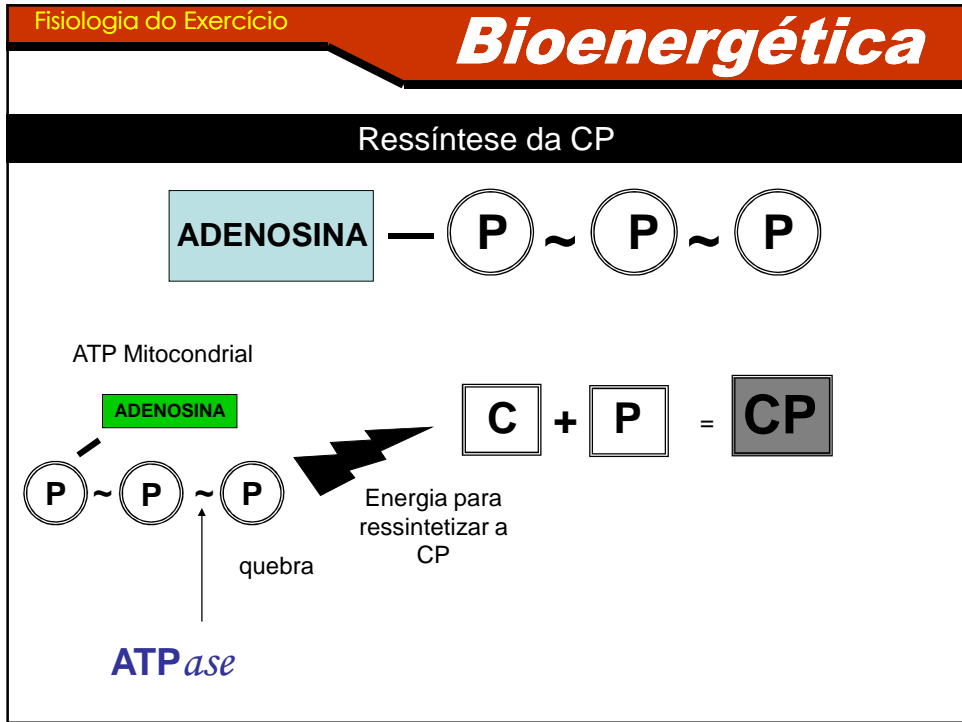 Fisiologia do Exercício
Bioenergética
Ressíntese da CP
ADENOSINA — P ~ P ~ P
ATP Mitocondrial
ADENOSINA
P ~ P ~ P
C + P = CP
Energia para
ressintetizar a
CP
quebra
ATPase